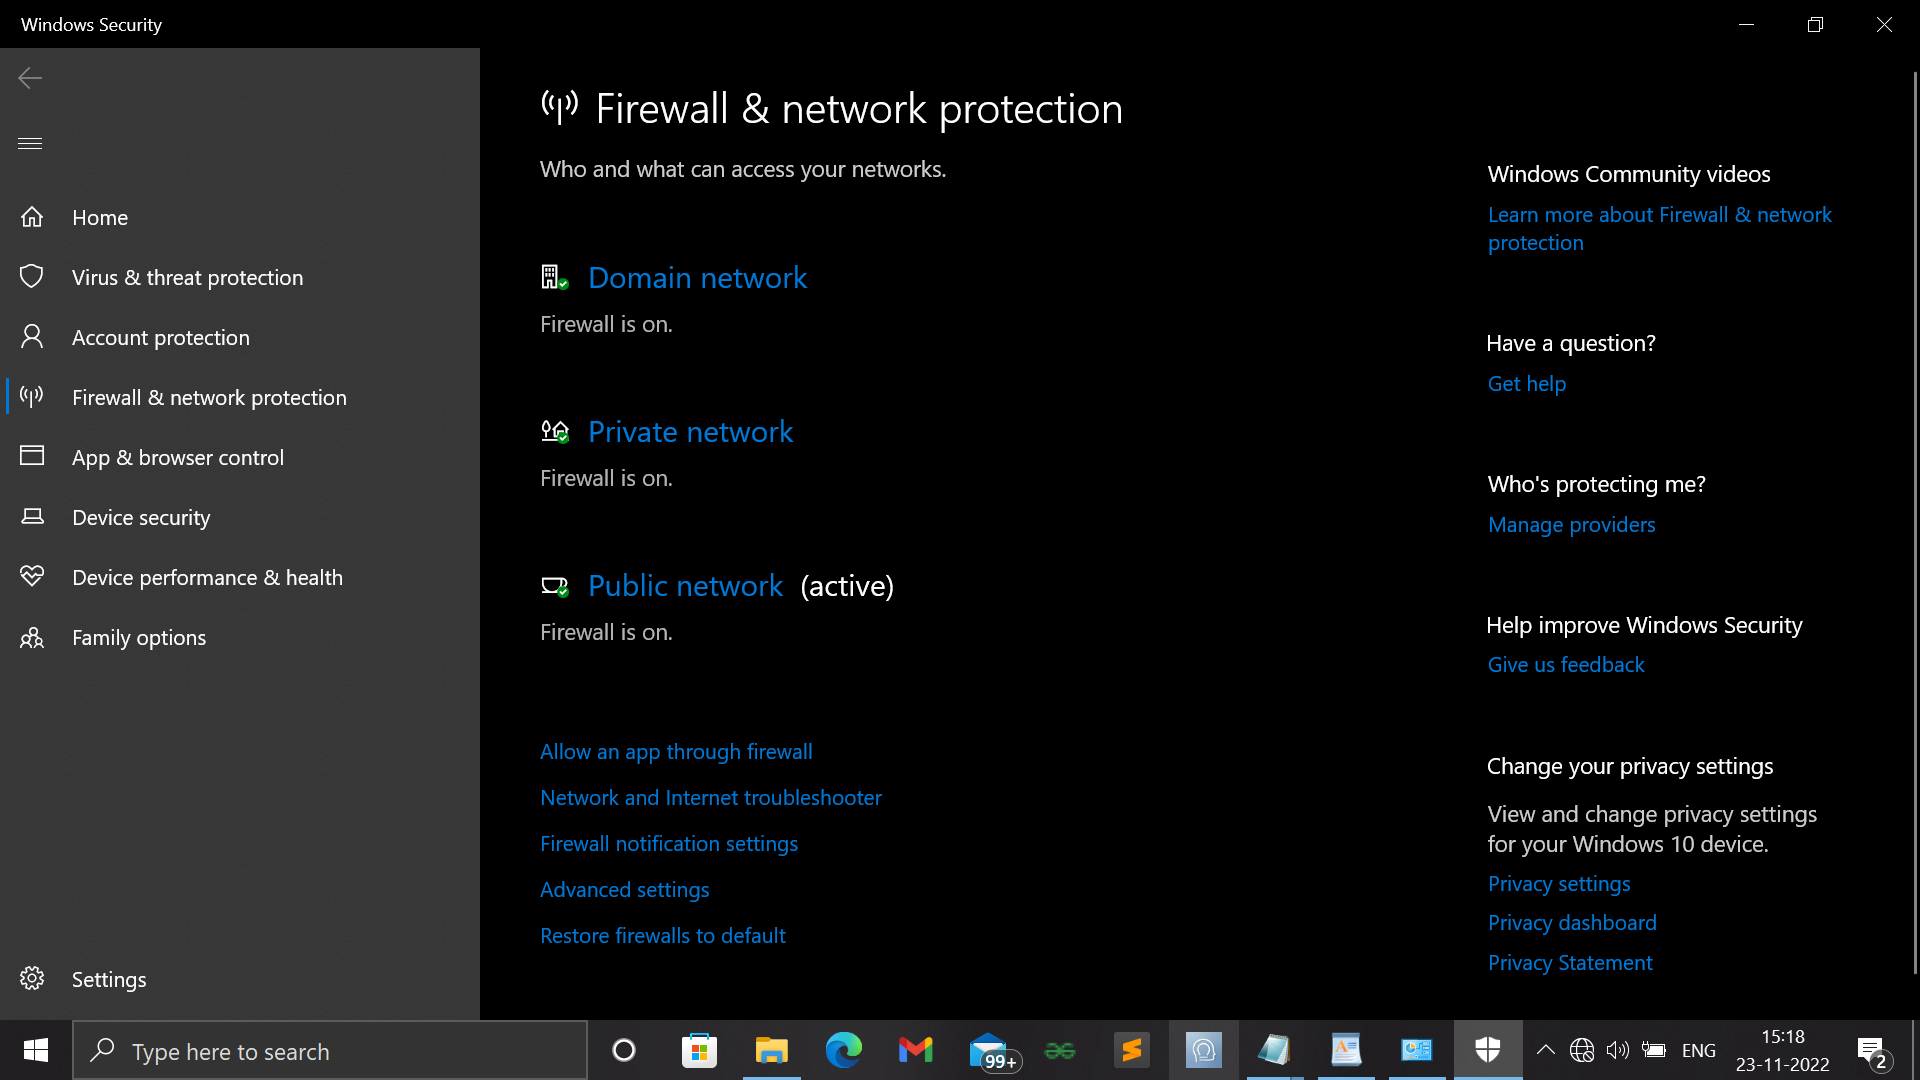 Windows Security
Home
Virus & threat protection
Account protection
Firewall & network protection
App & browser control
Device security
Device performance & health
Family options
Settings
Firewall & network protection
Who and what can access your networks.
Domain network
Firewall is on.
Private network
Firewall is on.
Public network (active)
Firewall is on.
Allow an app through firewall
Network and Internet troubleshooter
Firewall notification settings
Advanced settings
Restore firewalls to default
Windows Community videos
Learn more about Firewall & network
protection
Have a question?
Get help
Who's protecting me?
Manage providers
Help improve Windows Security
Give us feedback
Change your privacy settings
View and change privacy settings
for your Windows 10 device.
Privacy settings
Privacy dashboard
Privacy Statement
Type here to search
99+
ENG
15:18
23-11-2022
2